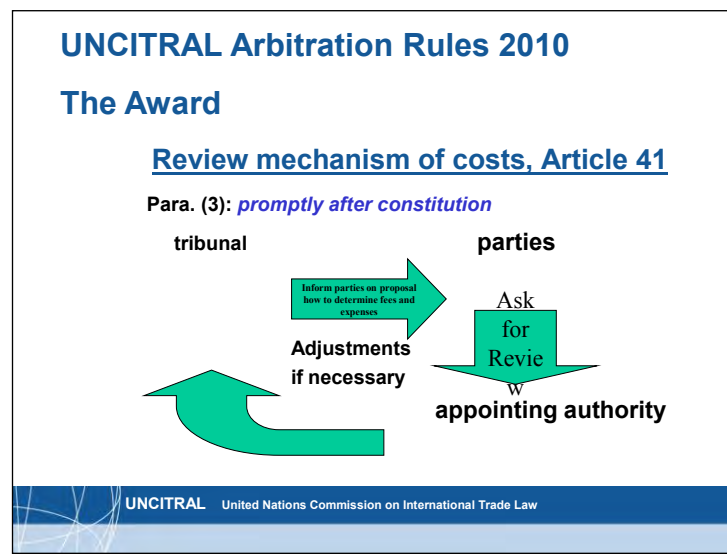 UNCITRAL Arbitration Rules 2010
The Award
Review mechanism of costs, Article 41
Para. (3): promptly after constitution
tribunal
parties
Inform parties on proposal
how to determine fees and
expenses
Ask
for
Revie
w
Adjustments
if necessary
appointing authority
UNCITRAL United Nations Commission on International Trade Law